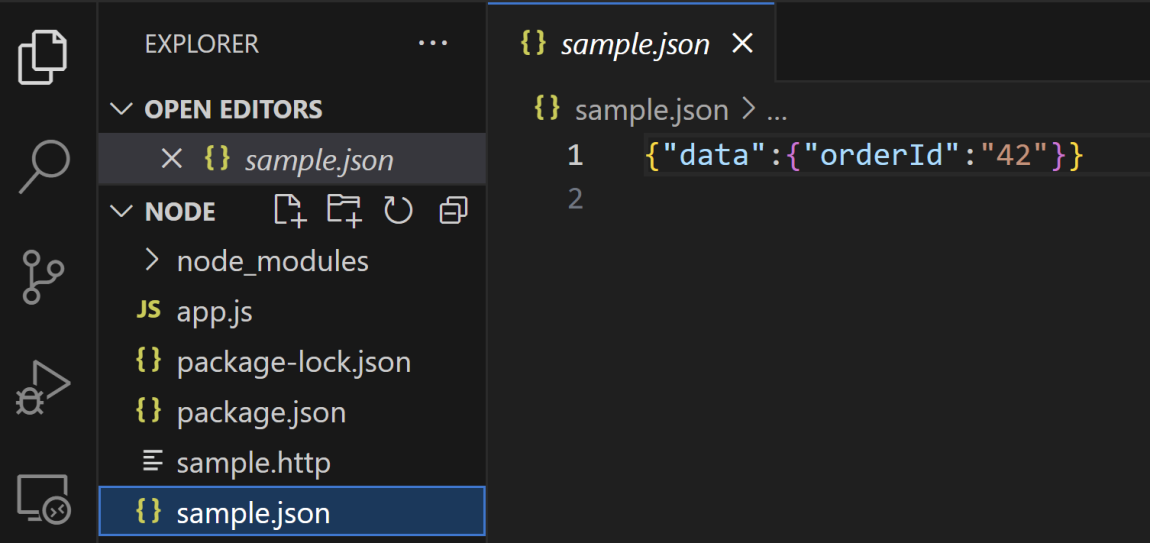 EXPLORER
OPEN EDITORS
sample.json
NODE
node_modules
JS app.js
{} package-lock.json
{} package.json
sample.http
{} sample.json
{} sample.json
{} sample.json > ...
1 {"data":{"orderId":"42"}}
2